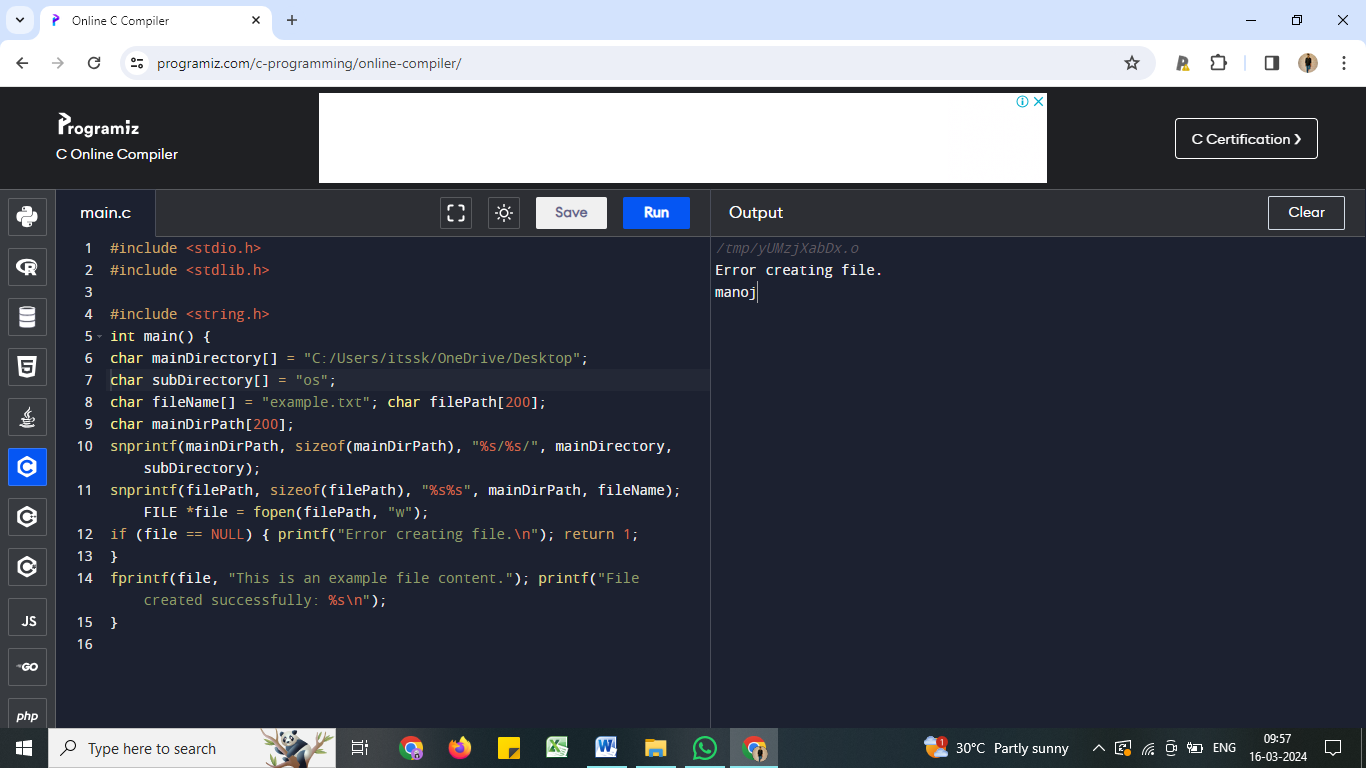 Online C Compiler
programiz.com/c-programming/online-compiler/
Programiz
C Online Compiler
C Certification
main.c
Save
Run
Output
Clear
1 #include <stdio.h>
2 #include <stdlib.h>
3
4 #include <string.h>
5 int main() {
6 char mainDirectory[] = "C:/Users/itssk/OneDrive/Desktop";
7 char subDirectory[] = "os";
8 char fileName[] = "example.txt"; char filePath[200];
9 char mainDirPath[200];
10 snprintf(mainDirPath, sizeof(mainDirPath), "%s/%s/", mainDirectory,
subDirectory);
11 snprintf(filePath, sizeof(filePath), "%s%s", mainDirPath, fileName);
FILE *file = fopen(filePath, "w");
12 if (file == NULL) { printf("Error creating file.\n"); return 1;
13 }
14 fprintf(file, "This is an example file content."); printf("File
created successfully: %s\n");
15 }
16
/tmp/yUMzjXabDx.o
Error creating file.
manoj
JS
GO
php
Type here to search
1
30°C Partly sunny
ENG
09:57
16-03-2024